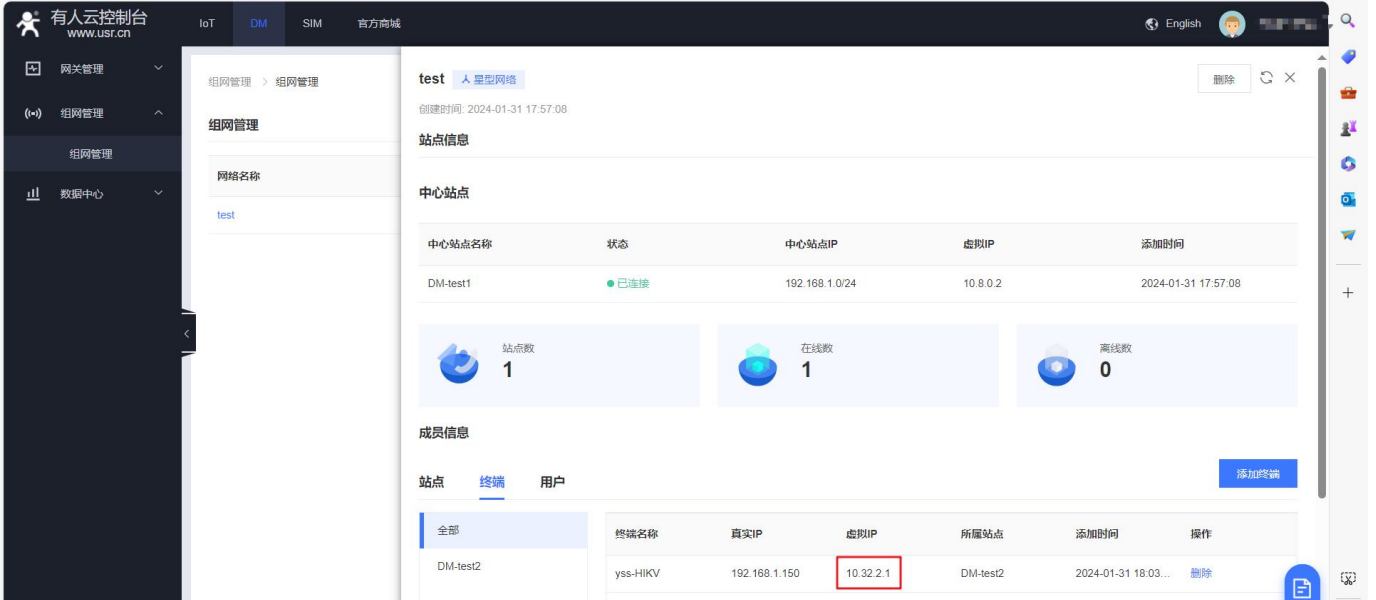 有人云控制台
www.usr.cn
IoT DM SIM 官方商城
English
网关管理
组网管理
组网管理
数据中心
组网管理 > 组网管理
组网管理
网络名称
test
test 星型网络
删除
创建时间: 2024-01-31 17:57:08
站点信息
中心站点
中心站点名称 状态 中心站点IP 虚拟IP 添加时间
DM-test1 已连接 192.168.1.0/24 10.8.0.2 2024-01-31 17:57:08
站点数 在线数 离线数
1 1 0
成员信息
站点 终端 用户
添加终端
全部
DM-test2
终端名称 真实IP 虚拟IP 所属站点 添加时间 操作
yss-HIKV 192.168.1.150 10.32.2.1 DM-test2 2024-01-31 18:03... 删除